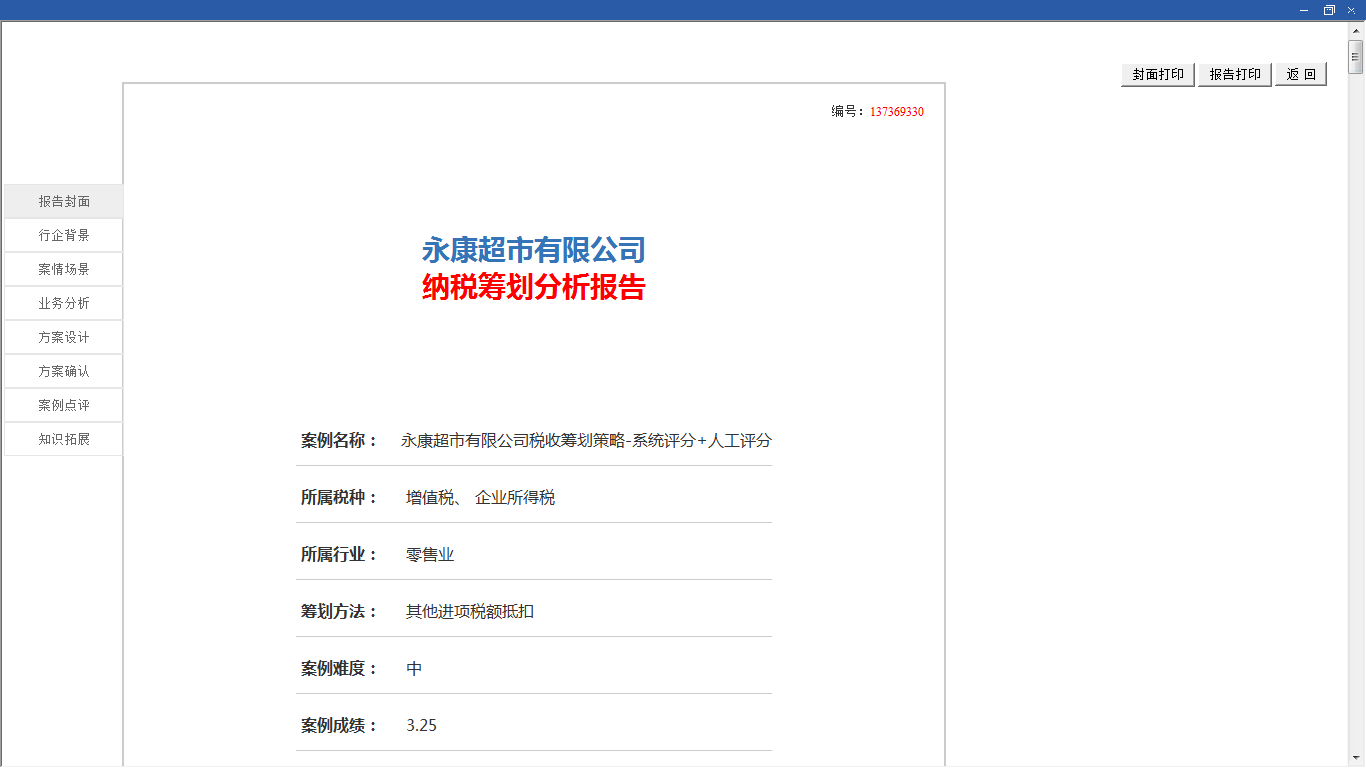 封面打印 报告打印 返 回
编号：137369330
报告封面
行企背景
案情场景
业务分析
方案设计
方案确认
案例点评
知识拓展
永康超市有限公司
纳税筹划分析报告
案例名称： 永康超市有限公司税收筹划策略-系统评分+人工评分
所属税种： 增值税、 企业所得税
所属行业： 零售业
筹划方法： 其他进项税额抵扣
案例难度： 中
案例成绩： 3.25